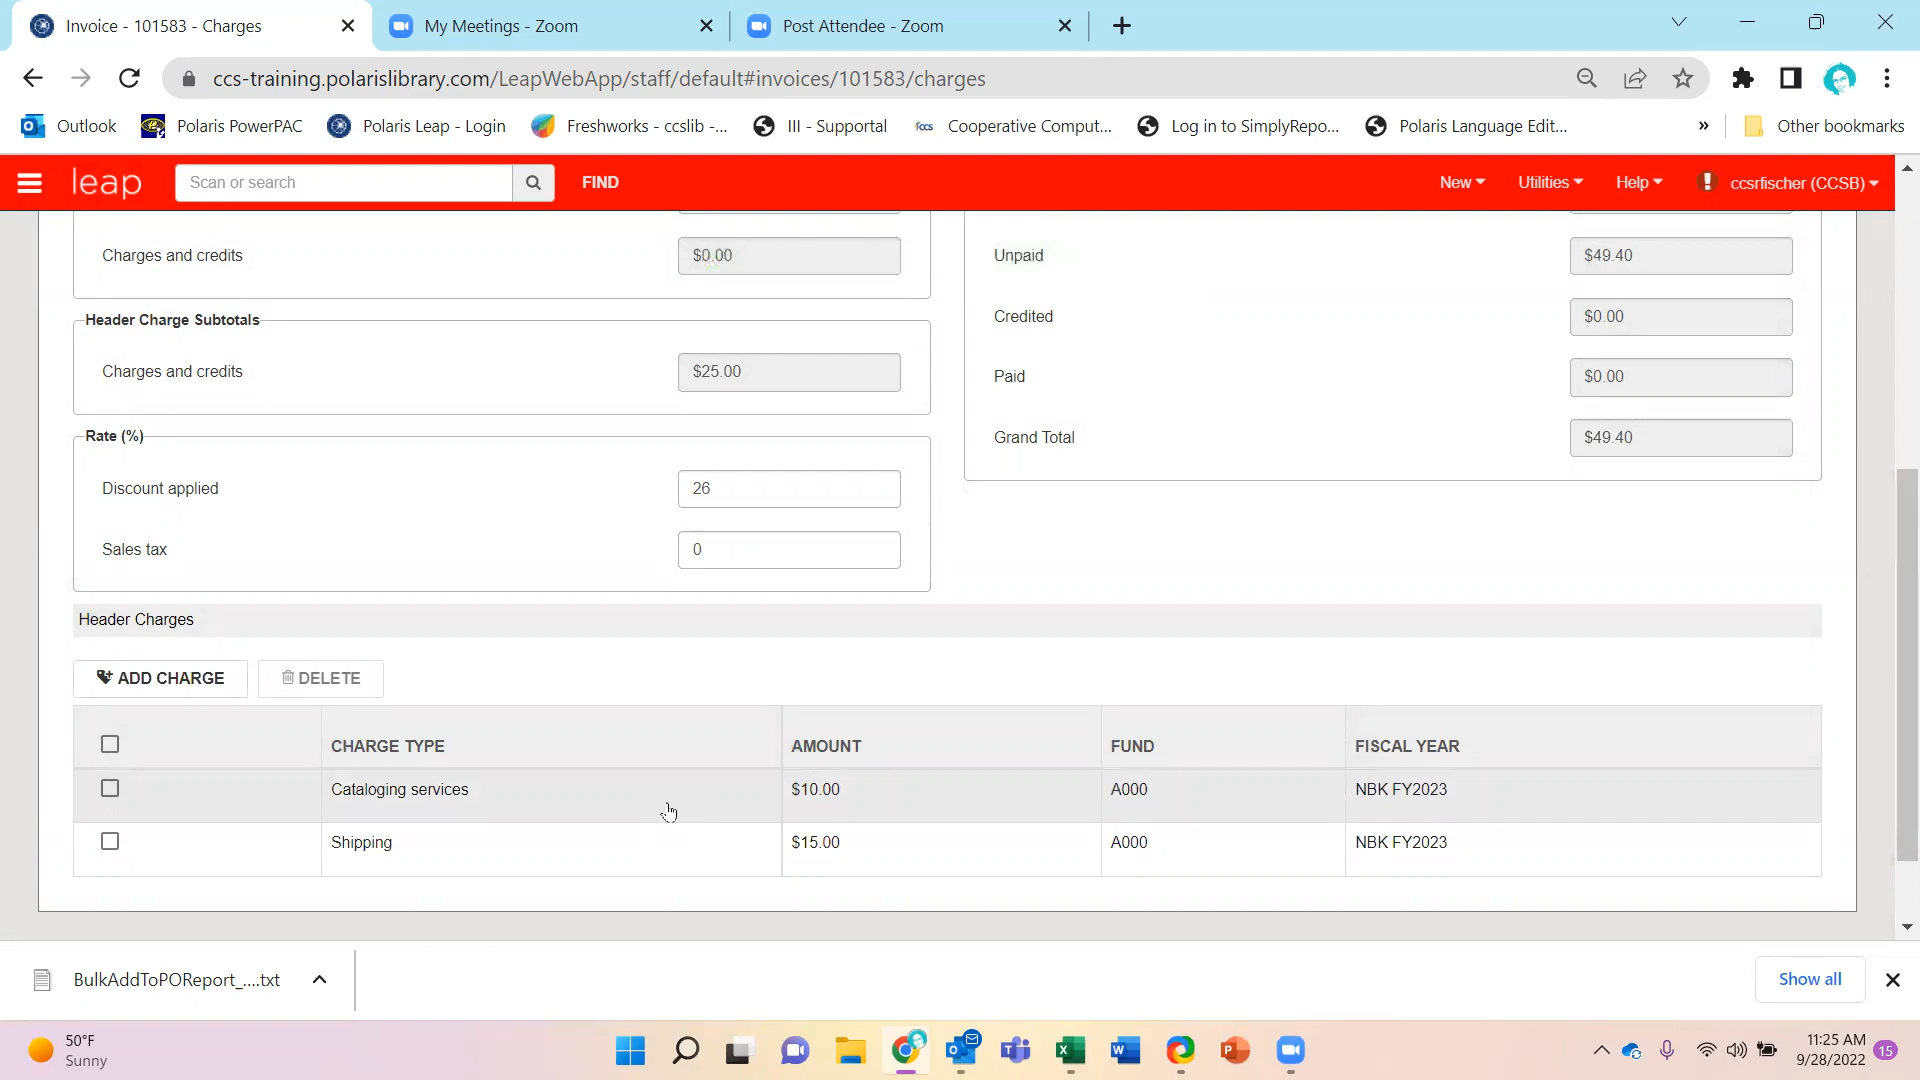 Invoice - 101583 - Charges
My Meetings - Zoom
Post Attendee - Zoom
ccs-training.polarislibrary.com/LeapWebApp/staff/default#invoices/101583/charges
Outlook
Polaris PowerPAC
Polaris Leap - Login
Freshworks - ccslib -...
III - Supportal
ccs
Cooperative Comput...
Log in to SimplyRepo...
Polaris Language Edit...
»
Other bookmarks
leap
Scan or search
FIND
New
Utilities
Help
ccsrfischer (CCSB)
Charges and credits
$0.00
Header Charge Subtotals
Charges and credits
$25.00
Rate (%)
Discount applied
26
Sales tax
0
Unpaid
$49.40
Credited
$0.00
Paid
$0.00
Grand Total
$49.40
Header Charges
ADD CHARGE
DELETE
CHARGE TYPE AMOUNT FUND FISCAL YEAR
Cataloging services $10.00 A000 NBK FY2023
Shipping $15.00 A000 NBK FY2023
BulkAddToPOReport_....txt
Show all
50°F
Sunny
11:25 AM
9/28/2022
15